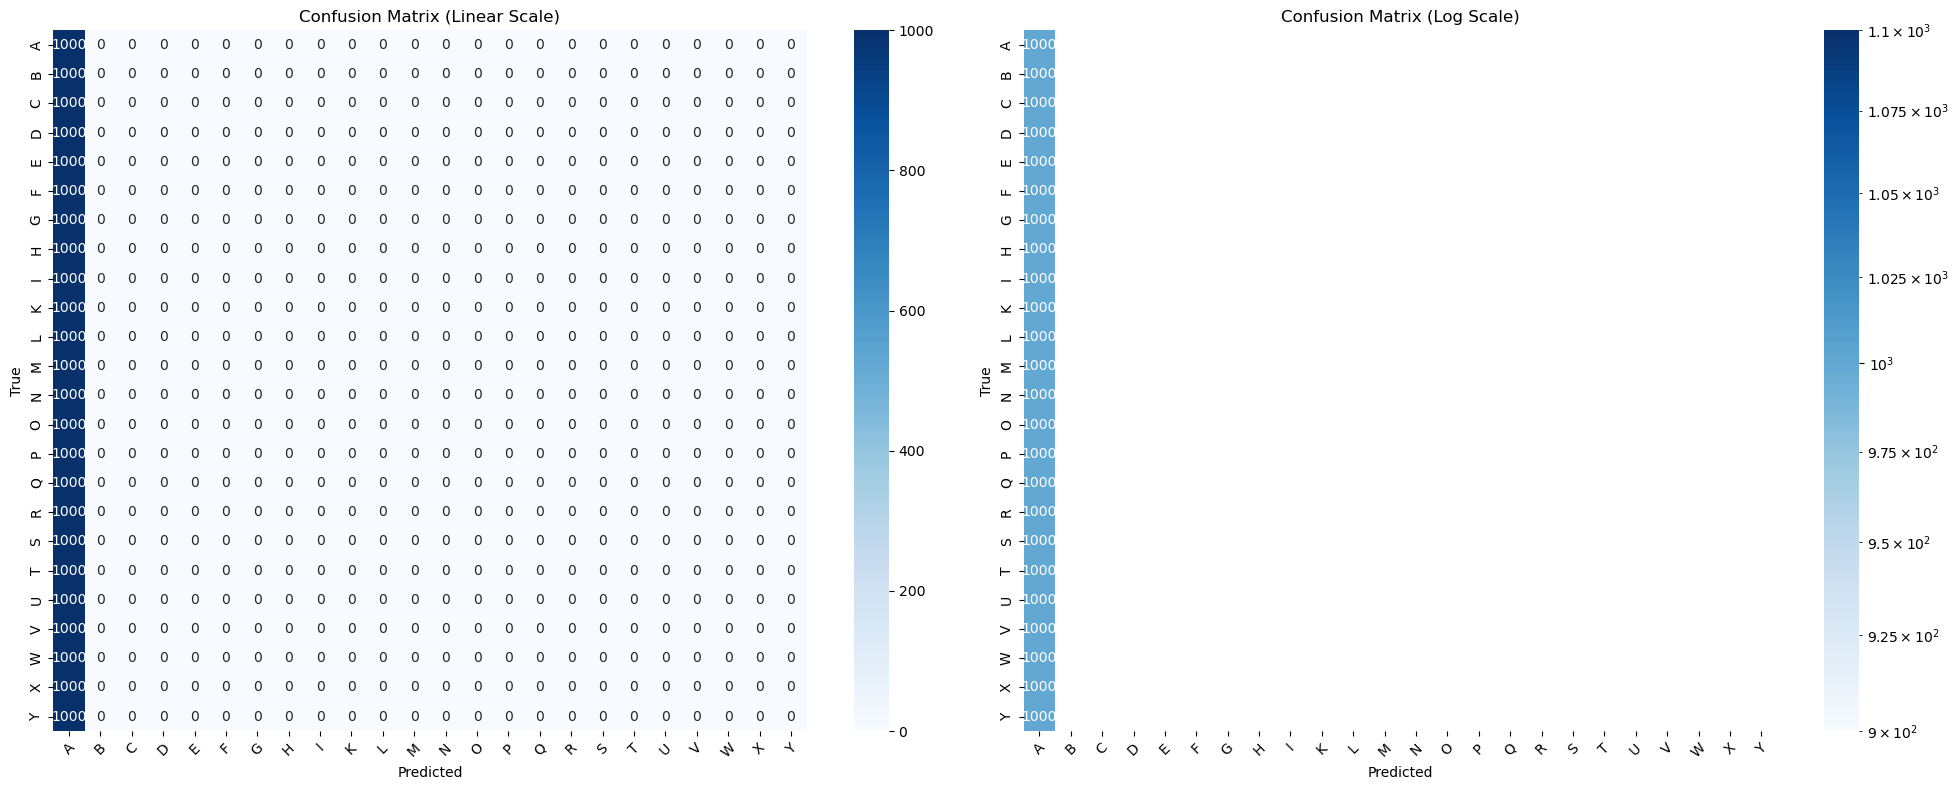 Confusion Matrix (Linear Scale)
A 1000 0 0 0 0 0 0 0 0 0 0 0 0 0 0 0 0 0 0 0 0 0 0 0
B 1000 0 0 0 0 0 0 0 0 0 0 0 0 0 0 0 0 0 0 0 0 0 0 0
C 1000 0 0 0 0 0 0 0 0 0 0 0 0 0 0 0 0 0 0 0 0 0 0 0
D 1000 0 0 0 0 0 0 0 0 0 0 0 0 0 0 0 0 0 0 0 0 0 0 0
E 1000 0 0 0 0 0 0 0 0 0 0 0 0 0 0 0 0 0 0 0 0 0 0 0
F 1000 0 0 0 0 0 0 0 0 0 0 0 0 0 0 0 0 0 0 0 0 0 0 0
G 1000 0 0 0 0 0 0 0 0 0 0 0 0 0 0 0 0 0 0 0 0 0 0 0
H 1000 0 0 0 0 0 0 0 0 0 0 0 0 0 0 0 0 0 0 0 0 0 0 0
I 1000 0 0 0 0 0 0 0 0 0 0 0 0 0 0 0 0 0 0 0 0 0 0 0
K 1000 0 0 0 0 0 0 0 0 0 0 0 0 0 0 0 0 0 0 0 0 0 0 0
L 1000 0 0 0 0 0 0 0 0 0 0 0 0 0 0 0 0 0 0 0 0 0 0 0
M 1000 0 0 0 0 0 0 0 0 0 0 0 0 0 0 0 0 0 0 0 0 0 0 0
N 1000 0 0 0 0 0 0 0 0 0 0 0 0 0 0 0 0 0 0 0 0 0 0 0
O 1000 0 0 0 0 0 0 0 0 0 0 0 0 0 0 0 0 0 0 0 0 0 0 0
P 1000 0 0 0 0 0 0 0 0 0 0 0 0 0 0 0 0 0 0 0 0 0 0 0
Q 1000 0 0 0 0 0 0 0 0 0 0 0 0 0 0 0 0 0 0 0 0 0 0 0
R 1000 0 0 0 0 0 0 0 0 0 0 0 0 0 0 0 0 0 0 0 0 0 0 0
S 1000 0 0 0 0 0 0 0 0 0 0 0 0 0 0 0 0 0 0 0 0 0 0 0
T 1000 0 0 0 0 0 0 0 0 0 0 0 0 0 0 0 0 0 0 0 0 0 0 0
U 1000 0 0 0 0 0 0 0 0 0 0 0 0 0 0 0 0 0 0 0 0 0 0 0
V 1000 0 0 0 0 0 0 0 0 0 0 0 0 0 0 0 0 0 0 0 0 0 0 0
W 1000 0 0 0 0 0 0 0 0 0 0 0 0 0 0 0 0 0 0 0 0 0 0 0
X 1000 0 0 0 0 0 0 0 0 0 0 0 0 0 0 0 0 0 0 0 0 0 0 0
Y 1000 0 0 0 0 0 0 0 0 0 0 0 0 0 0 0 0 0 0 0 0 0 0 0
A B C D E F G H I K L M N O P Q R S T U V W X Y
Predicted
True
1000
800
600
400
200
0
Confusion Matrix (Log Scale)
A 1000
B 1000
C 1000
D 1000
E 1000
F 1000
G 1000
H 1000
I 1000
K 1000
L 1000
M 1000
N 1000
O 1000
P 1000
Q 1000
R 1000
S 1000
T 1000
U 1000
V 1000
W 1000
X 1000
Y 1000
A B C D E F G H I K L M N O P Q R S T U V W X Y
Predicted
True
1.1 × 10³
1.075 × 10³
1.05 × 10³
1.025 × 10³
10³
9.75 × 10²
9.5 × 10²
9.25 × 10²
9 × 10²